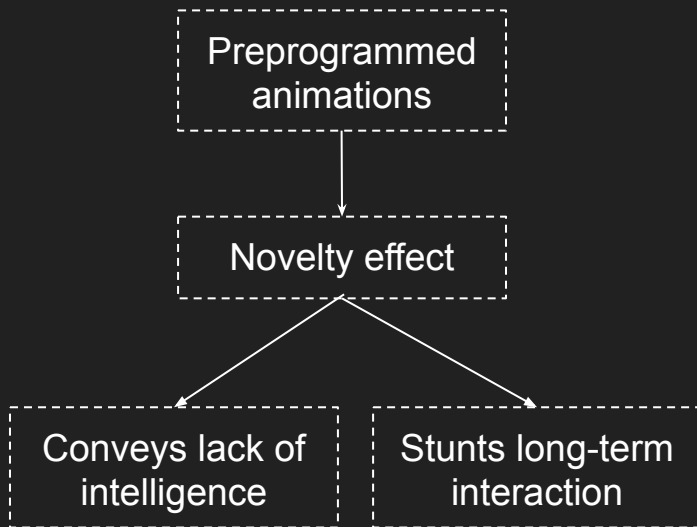 Preprogrammed
animations
Novelty effect
Conveys lack of
intelligence
Stunts long-term
interaction